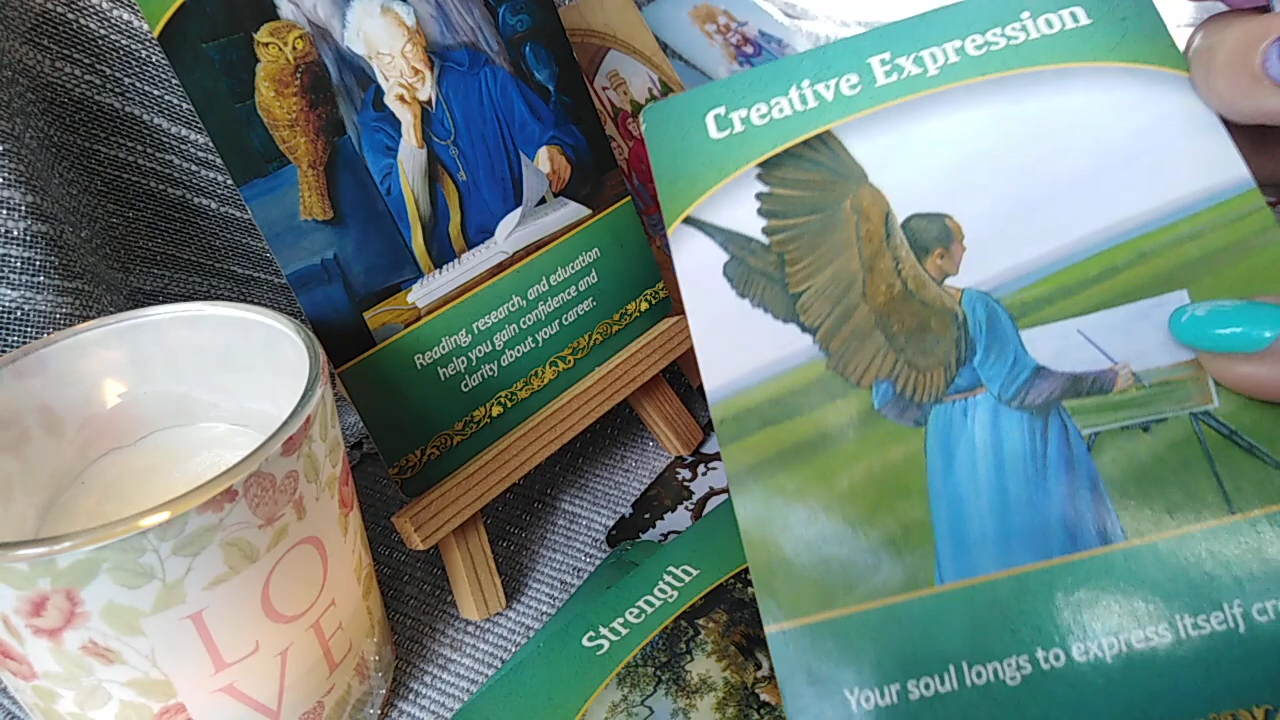 Creative Expression
Reading, research, and education
help you gain confidence and
clarity about your career.
Strength
Your soul longs to express itself
LO
VE